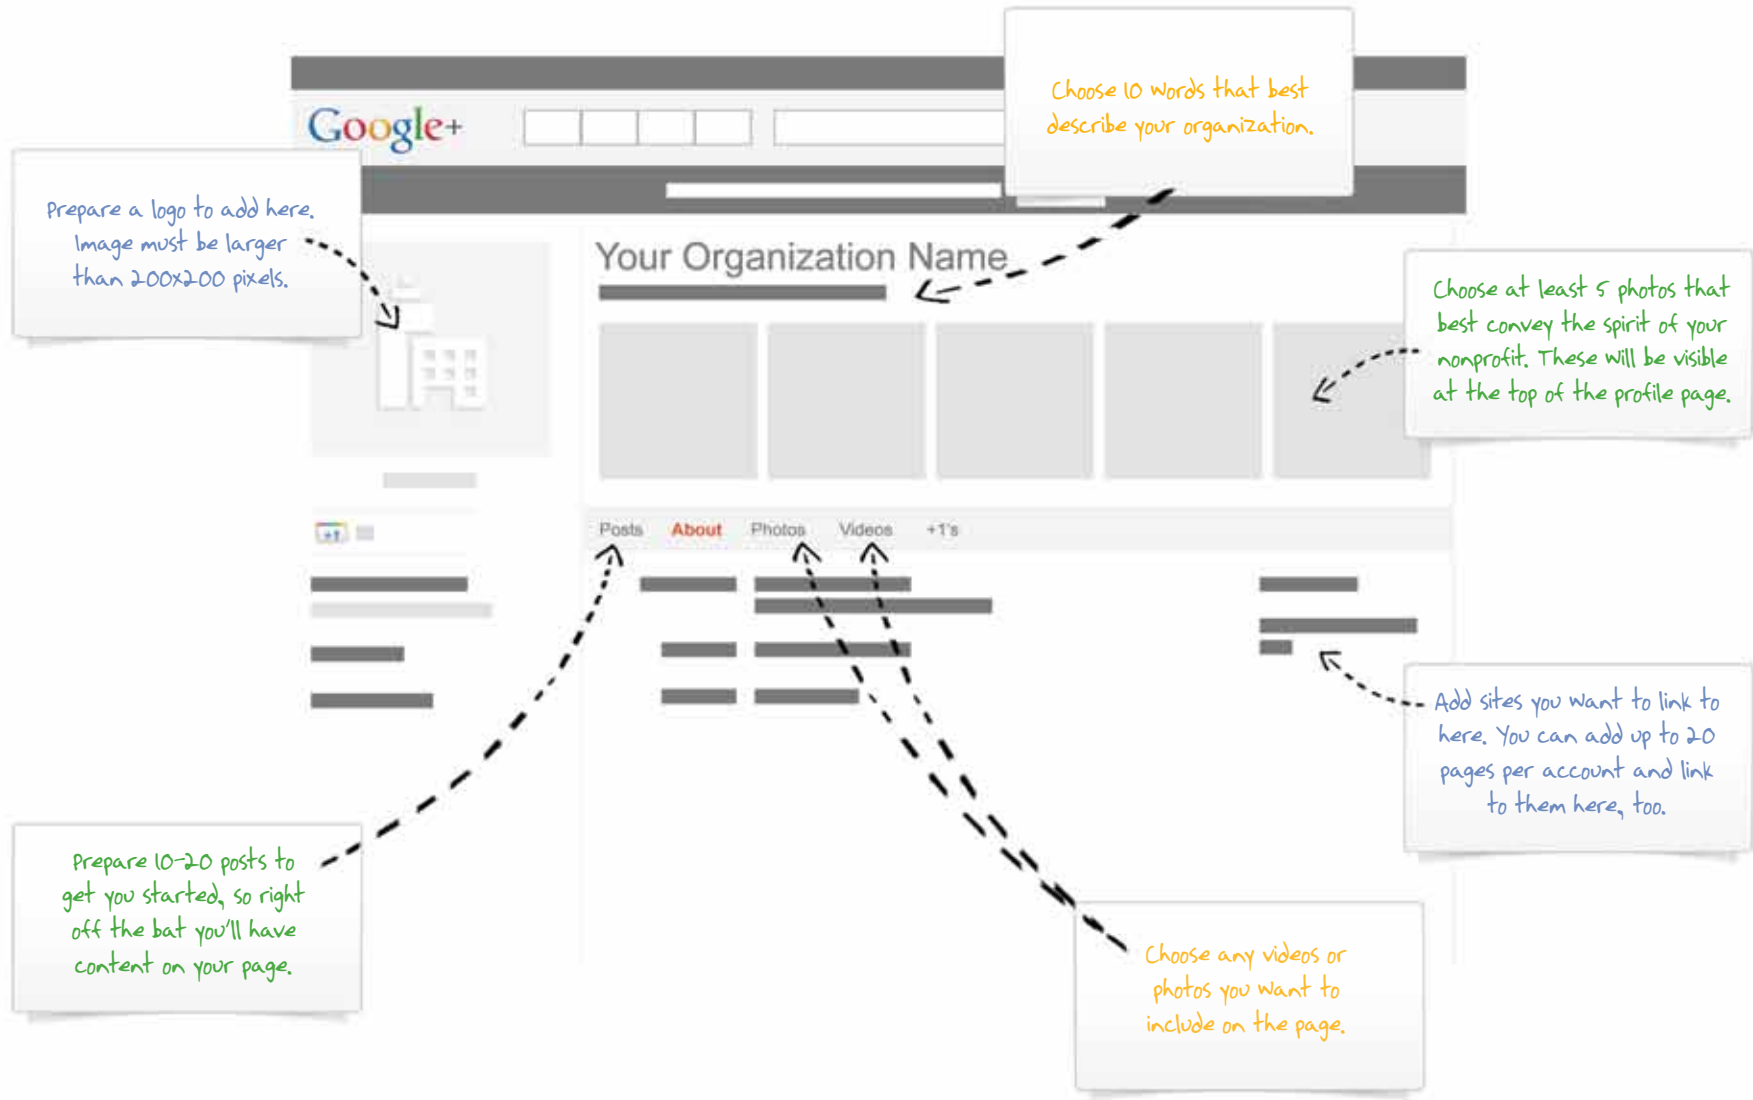 Choose 10 words that best
describe your organization.
Google+
Prepare a logo to add here.
Image must be larger
than 200x200 pixels.
Your Organization Name
Choose at least 5 photos that
best convey the spirit of your
nonprofit. These will be visible
at the top of the profile page.
+1
Posts About Photos Videos +1's
Add sites you want to link to
here. You can add up to 20
pages per account and link
to them here, too.
Prepare 10-20 posts to
get you started, so right
off the bat you'll have
content on your page.
Choose any videos or
photos you want to
include on the page.